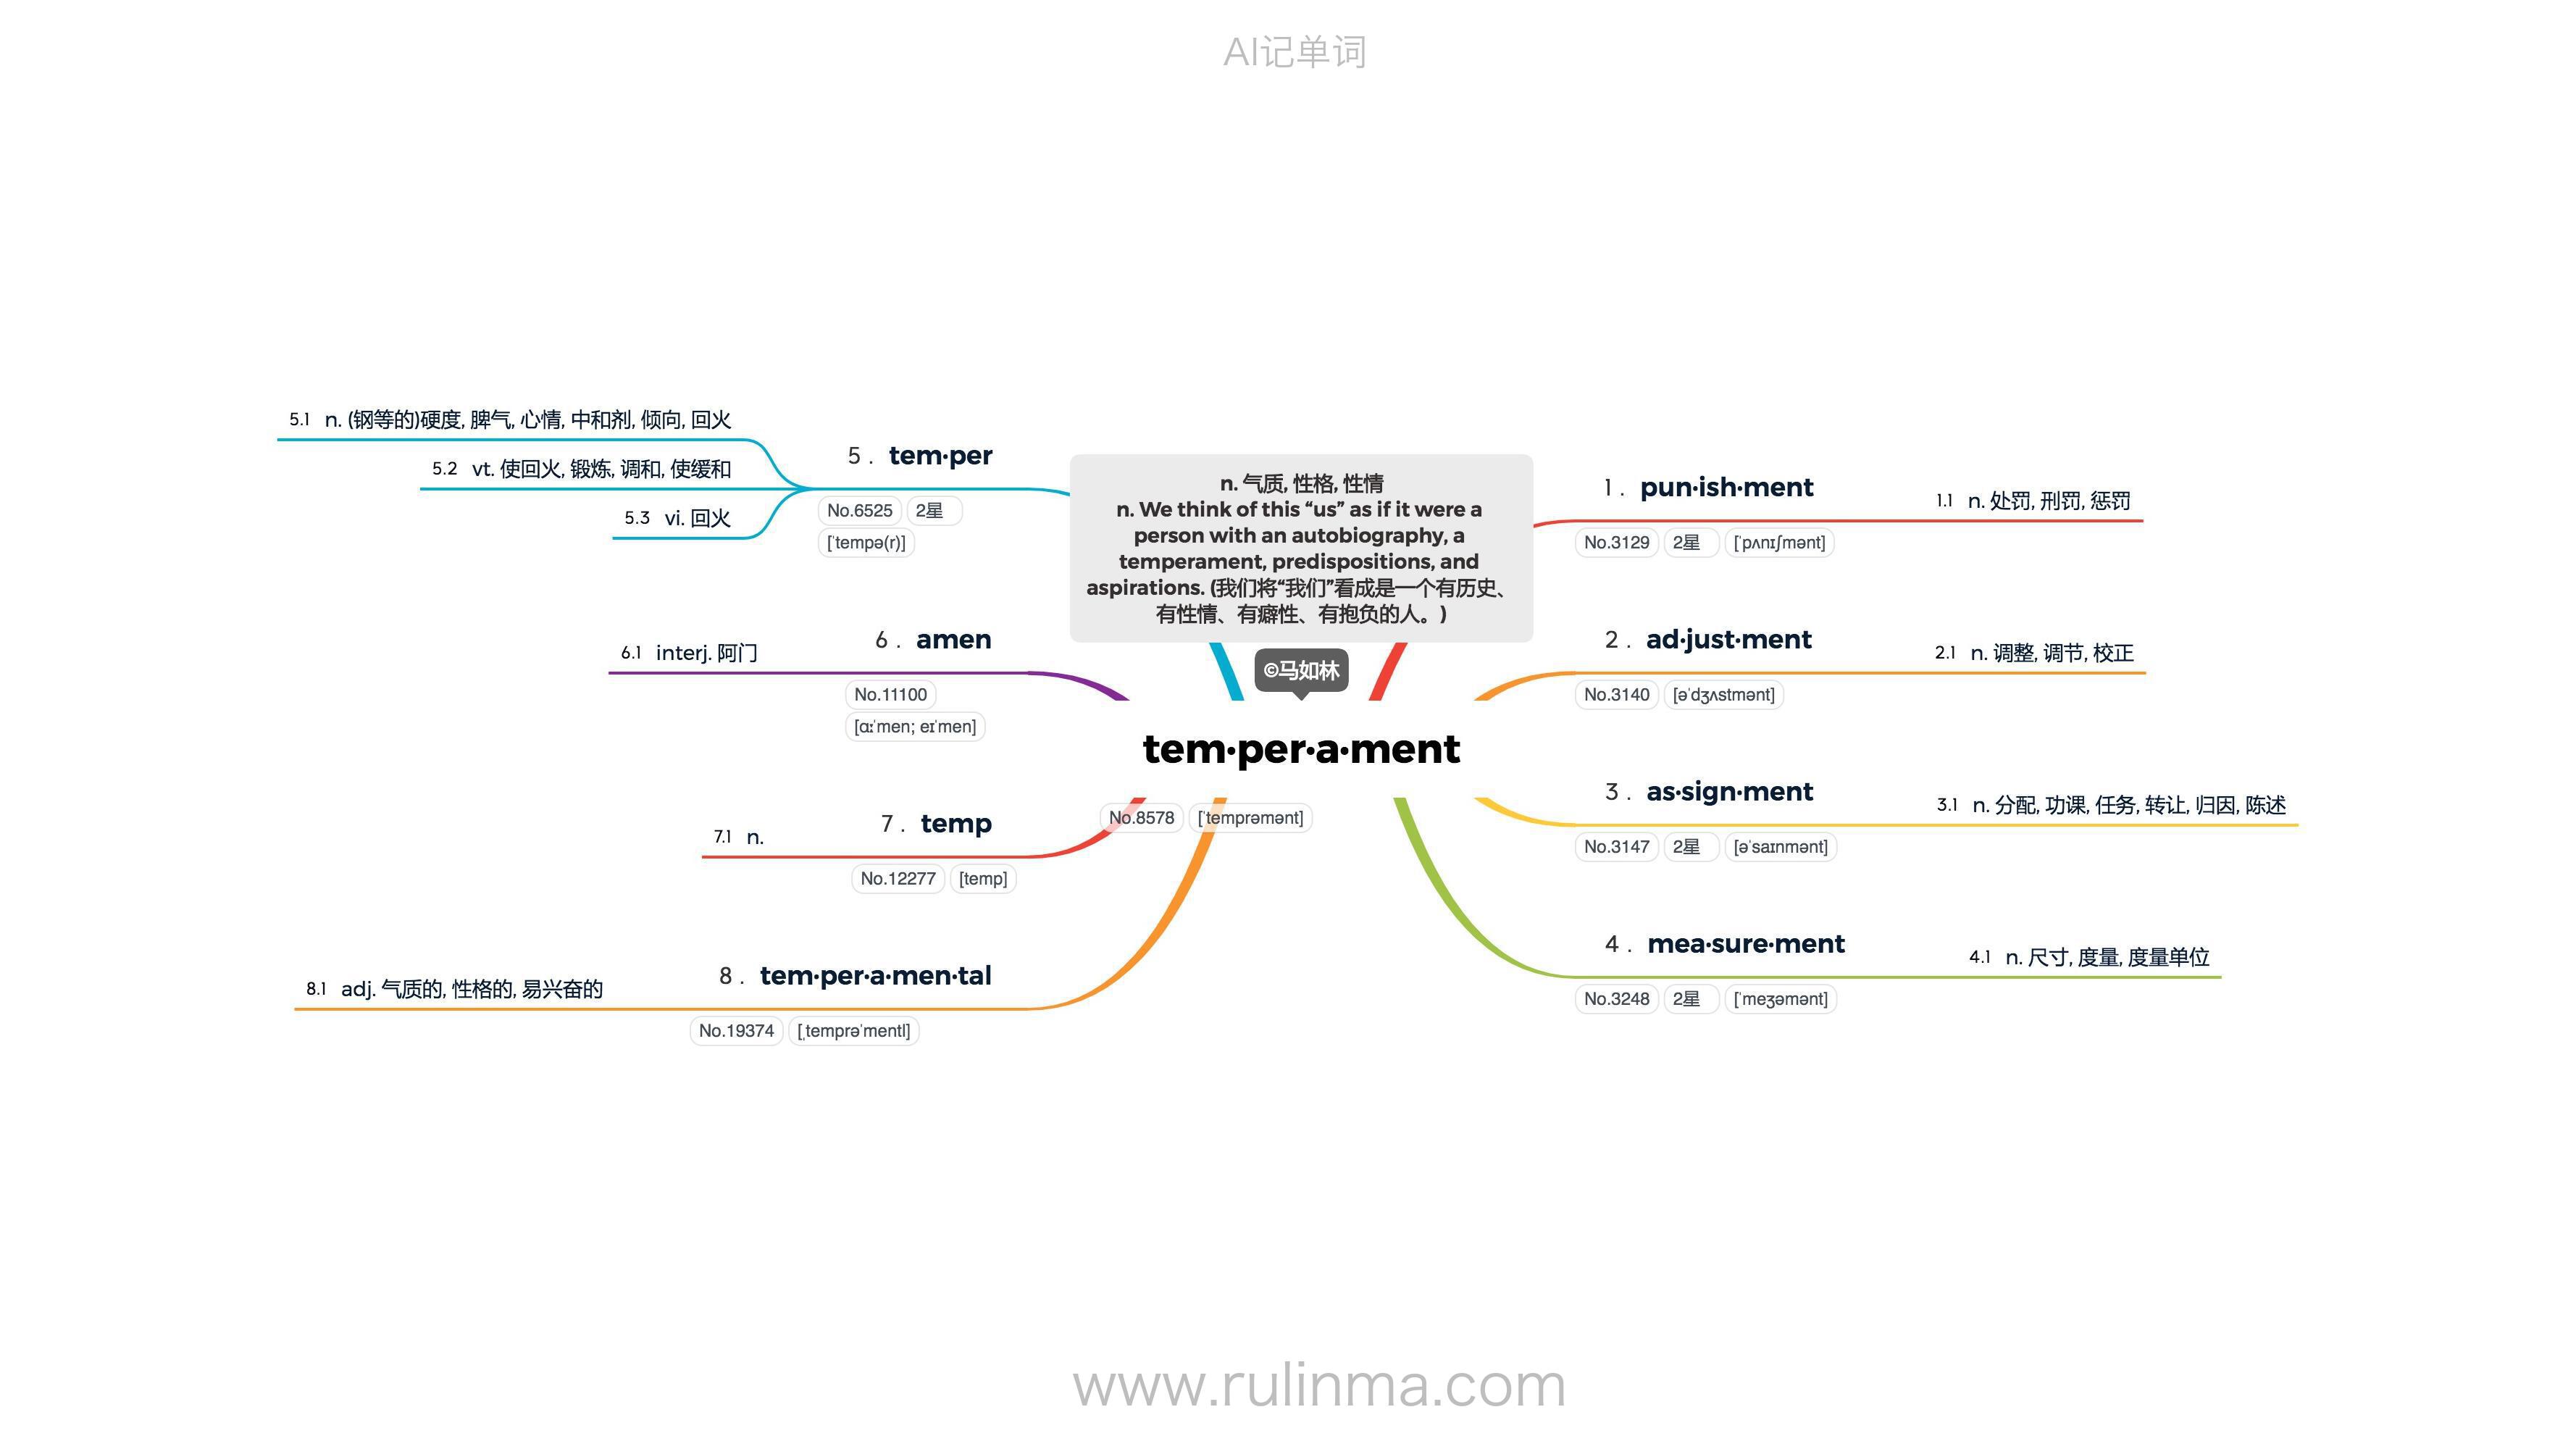 AI记单词
n. 气质, 性格, 性情
n. We think of this “us” as if it were a
person with an autobiography, a
temperament, predispositions, and
aspirations. (我们将“我们”看成是一个有历史、
有性情、有癖性、有抱负的人。)
©马如林
tem·per·a·ment
No.8578 [ˈtemprəmənt]
1 . pun·ish·ment
No.3129 2星 [ˈpʌnɪʃmənt]
1.1 n. 处罚, 刑罚, 惩罚
2 . ad·just·ment
No.3140 [əˈdʒʌstmənt]
2.1 n. 调整, 调节, 校正
3 . as·sign·ment
No.3147 2星 [əˈsaɪnmənt]
3.1 n. 分配, 功课, 任务, 转让, 归因, 陈述
4 . mea·sure·ment
No.3248 2星 [ˈmeʒəmənt]
4.1 n. 尺寸, 度量, 度量单位
5 . tem·per
No.6525 2星
[ˈtempə(r)]
5.1 n. (钢等的)硬度, 脾气, 心情, 中和剂, 倾向, 回火
5.2 vt. 使回火, 锻炼, 调和, 使缓和
5.3 vi. 回火
6 . amen
No.11100
[ɑːˈmen; eɪˈmen]
6.1 interj. 阿门
7 . temp
No.12277 [temp]
7.1 n.
8 . tem·per·a·men·tal
No.19374 [ˌtemprəˈmentl]
8.1 adj. 气质的, 性格的, 易兴奋的
www.rulinma.com